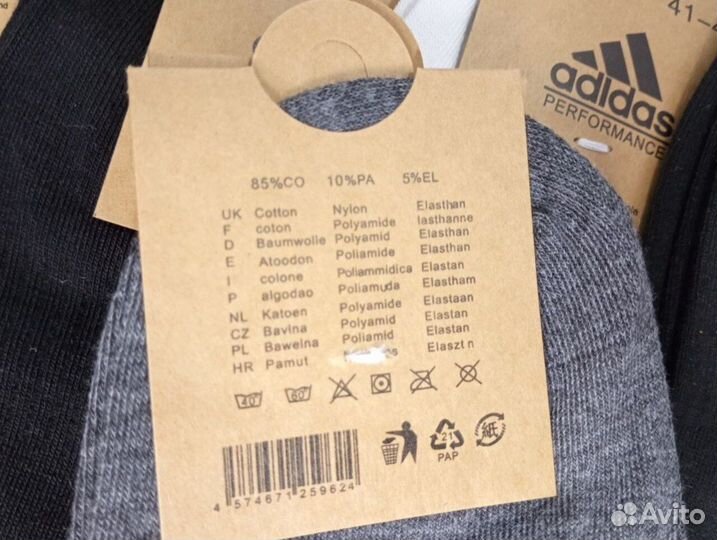 41-4
adidas
PERFORMANCE
85%CO 10%PA 5%EL
UK Cotton Nylon Elasthan
F coton Polyamide lasthanne
D Baumwolle Polyamid Elasthan
E Atoodon Poliamide Elasthan
I colone Poliammidica Elastan
P algodao Poliamuda Elastham
NL Katoen Polyamide Elastaan
CZ Bavina Polyamid Elastan
PL Bawelna Poliamid Elastan
HR Pamut Elaszt n
40° 60°
21
PAP
紙
4 574671 259624
Avito